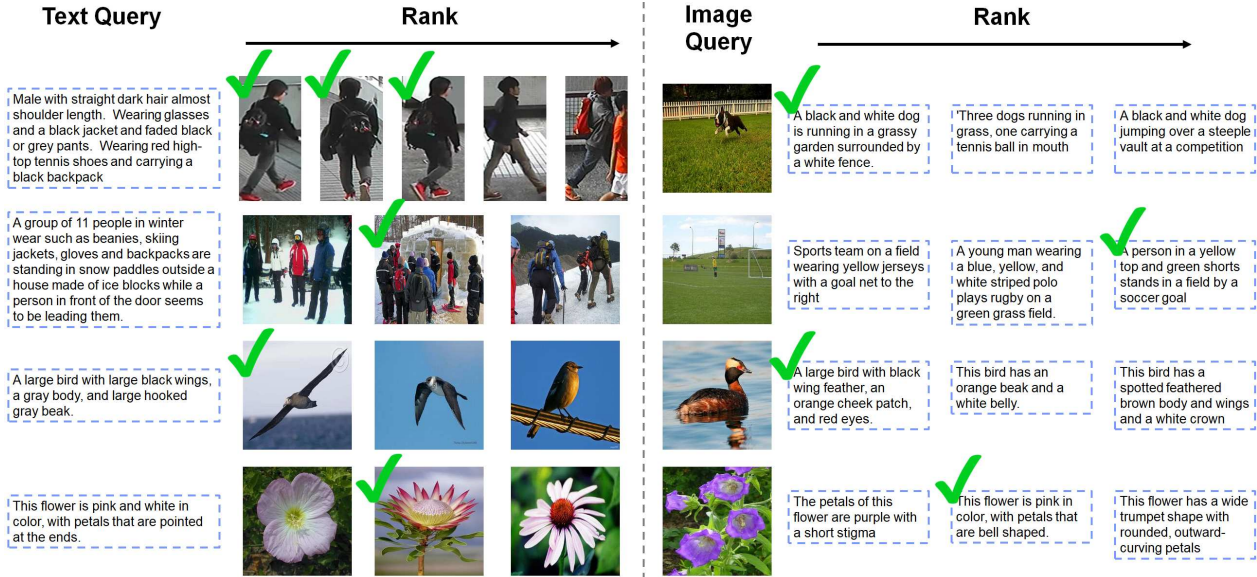 Text Query
Rank
Image
Query
Rank
Male with straight dark hair almost
shoulder length. Wearing glasses
and a black jacket and faded black
or grey pants. Wearing red high-
top tennis shoes and carrying a
black backpack
A black and white dog
is running in a grassy
garden surrounded by
a white fence.
'Three dogs running in
grass, one carrying a
tennis ball in mouth
A black and white dog
jumping over a steeple
vault at a competition
A group of 11 people in winter
wear such as beanies, skiing
jackets, gloves and backpacks are
standing in snow paddles outside a
house made of ice blocks while a
person in front of the door seems
to be leading them.
Sports team on a field
wearing yellow jerseys
with a goal net to the
right
A young man wearing
a blue, yellow, and
white striped polo
plays rugby on a
green grass field.
A person in a yellow
top and green shorts
stands in a field by a
soccer goal
A large bird with large black wings,
a gray body, and large hooked
gray beak.
A large bird with black
wing feather, an
orange cheek patch,
and red eyes.
This bird has an
orange beak and a
white belly.
This bird has a
spotted feathered
brown body and wings
and a white crown
This flower is pink and white in
color, with petals that are pointed
at the ends.
The petals of this
flower are purple with
a short stigma
This flower is pink in
color, with petals that
are bell shaped.
This flower has a wide
trumpet shape with
rounded, outward-
curving petals